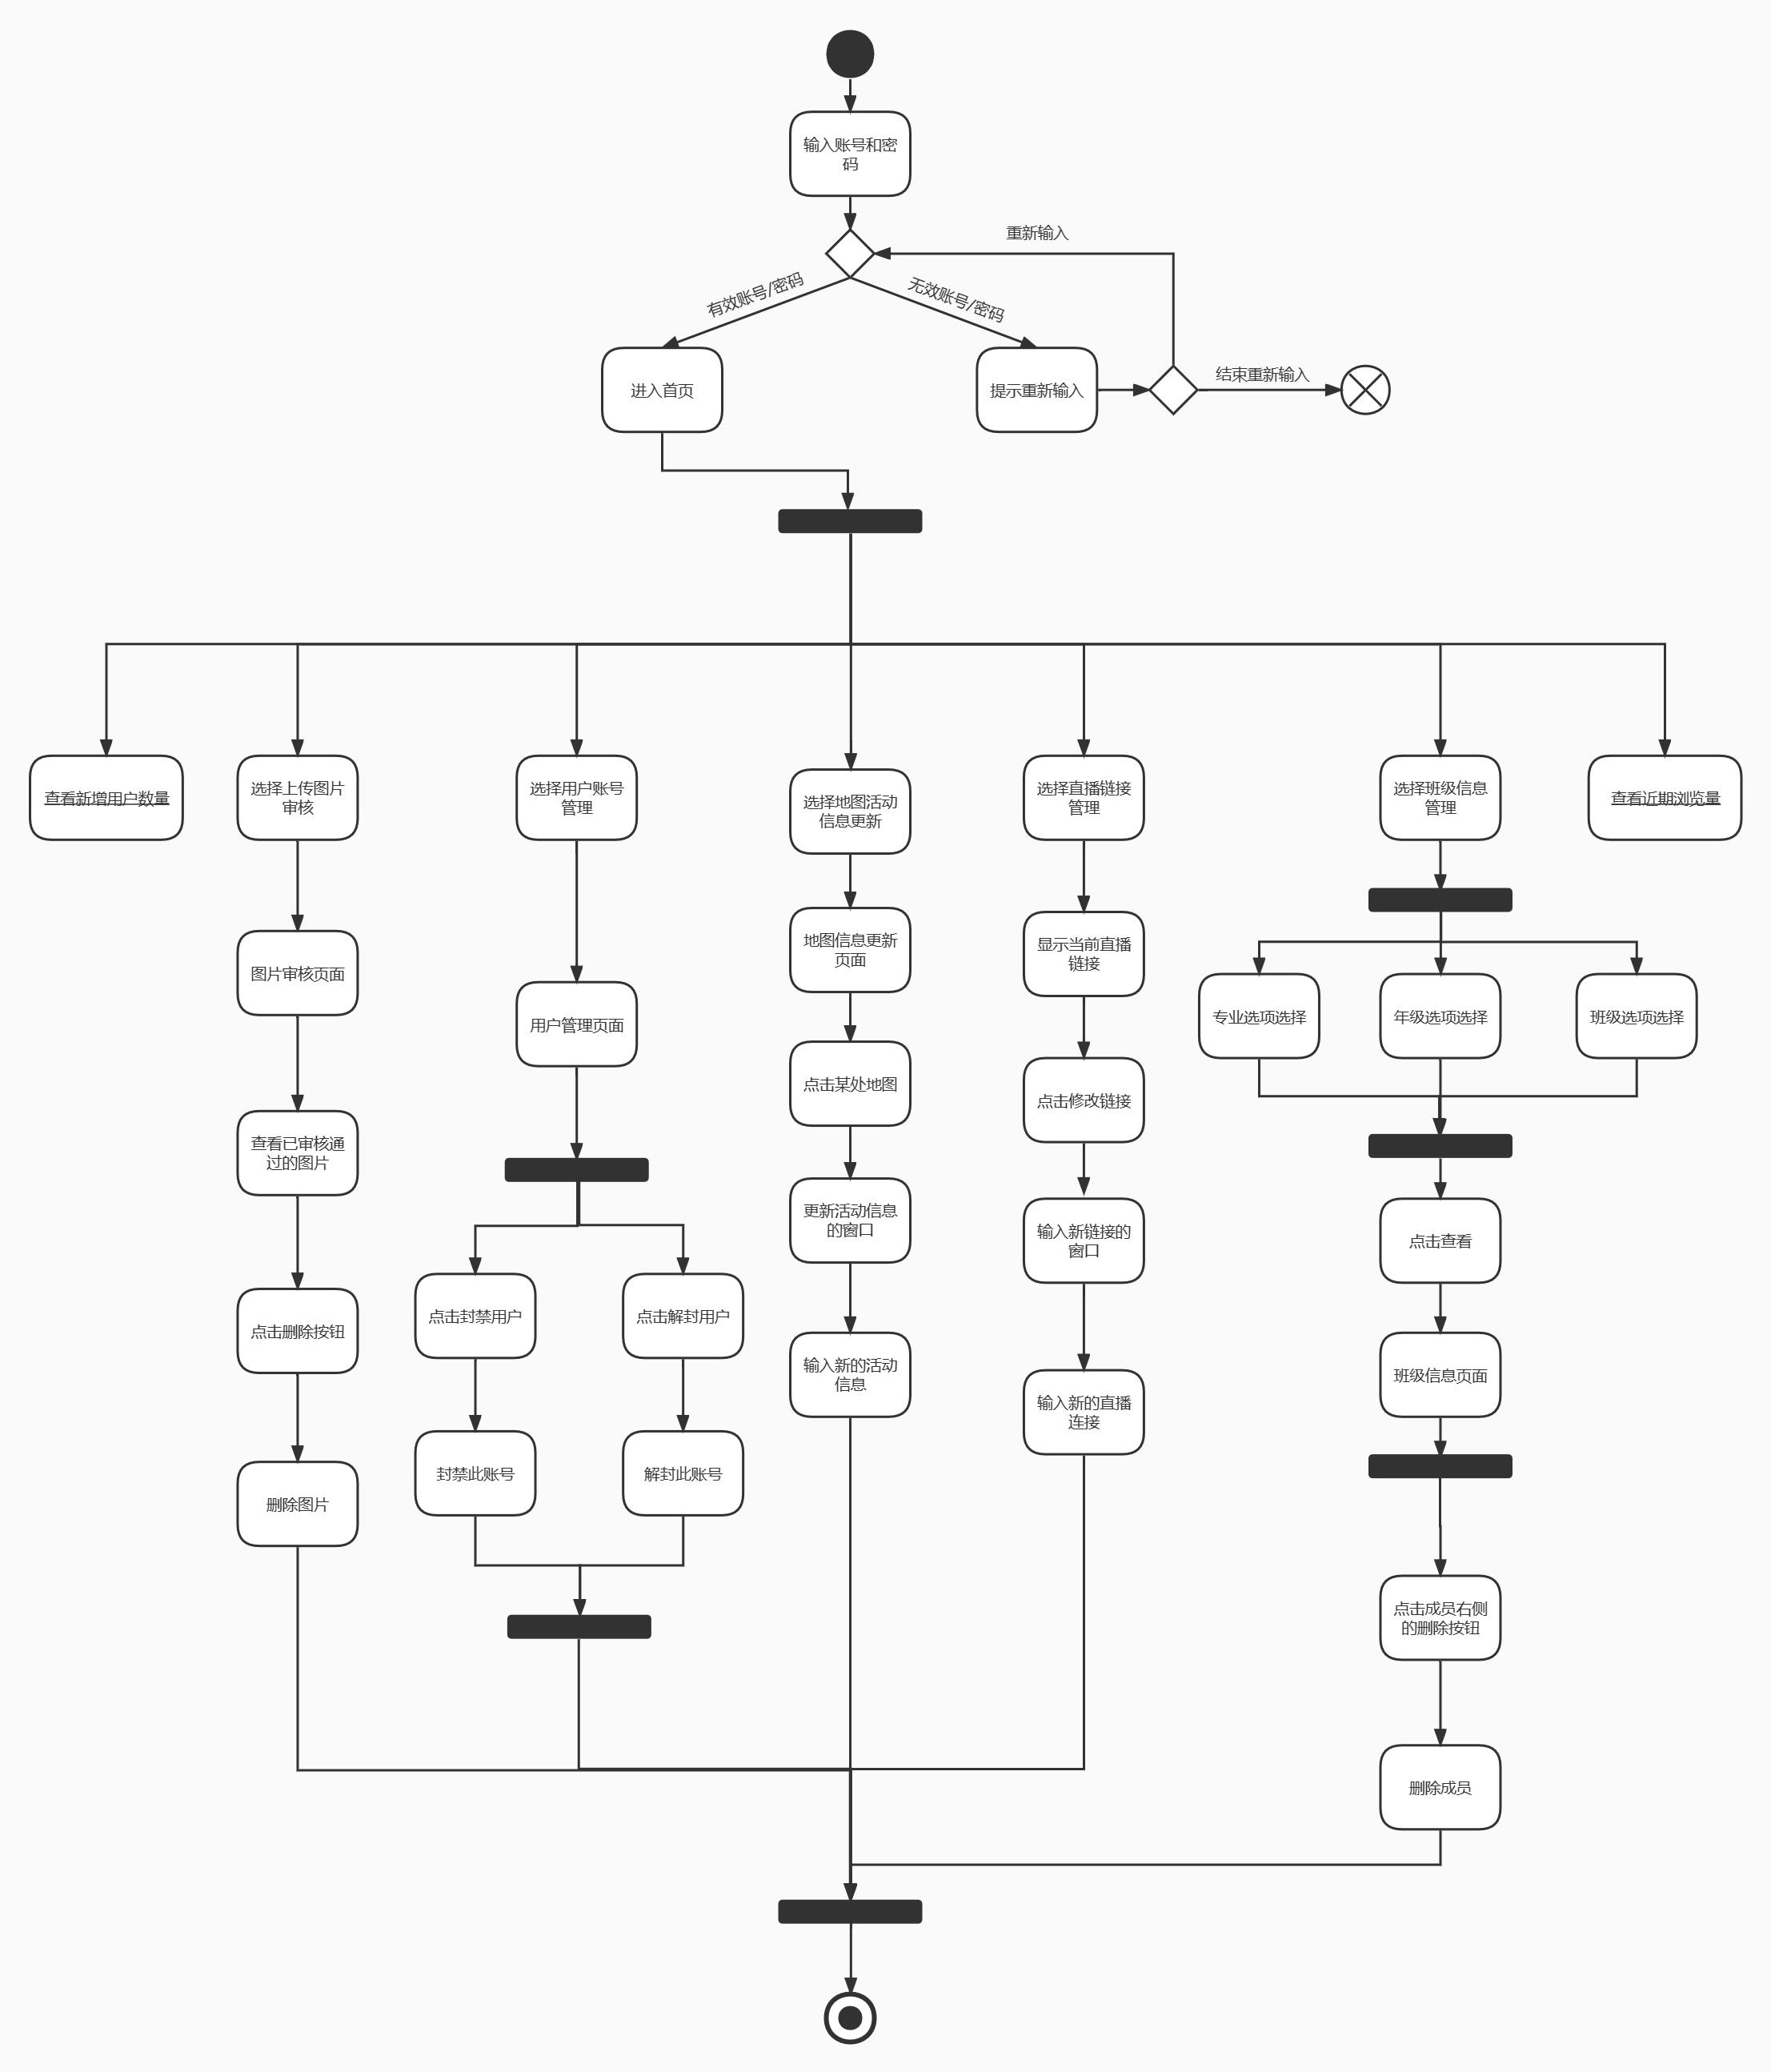 输入账号和密
码
重新输入
有效账号/密码
无效账号/密码
进入首页
提示重新输入
结束重新输入
查看新增用户数量
选择上传图片
审核
选择用户账号
管理
选择地图活动
信息更新
选择直播链接
管理
选择班级信息
管理
查看近期浏览量
图片审核页面
用户管理页面
地图信息更新
页面
显示当前直播
链接
专业选项选择
年级选项选择
班级选项选择
点击某处地图
点击修改链接
查看已审核通
过的图片
更新活动信息
的窗口
输入新链接的
窗口
点击查看
点击删除按钮
点击封禁用户
点击解封用户
输入新的活动
信息
输入新的直播
连接
班级信息页面
删除图片
封禁此账号
解封此账号
点击成员右侧
的删除按钮
删除成员